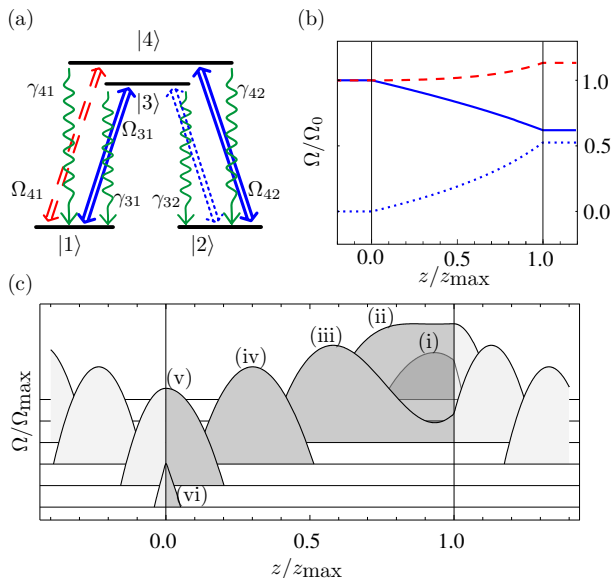 (a)
|4⟩
γ41
γ42
|3⟩
Ω31
Ω41
γ31
γ32
Ω42
|1⟩
|2⟩
(b)
1.0
0.5
0.0
Ω/Ω0
0.0
0.5
1.0
z/zmax
(c)
(ii)
(iii)
(i)
(iv)
(v)
(vi)
Ω/Ωmax
0.0
0.5
1.0
z/zmax